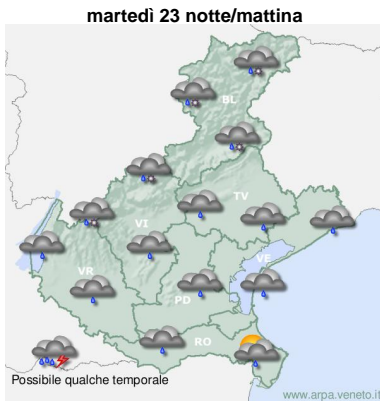 martedì 23 notte/mattina
BL
TV
VI
VE
VR
PD
RO
Possibile qualche temporale
www.arpa.veneto.it